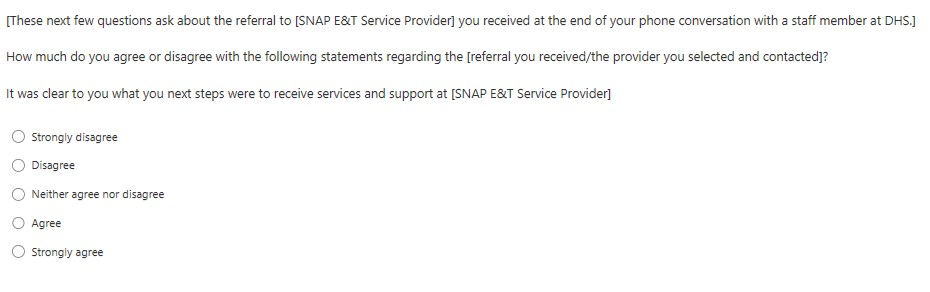 [These next few questions ask about the referral to [SNAP E&T Service Provider] you received at the end of your phone conversation with a staff member at DHS.]
How much do you agree or disagree with the following statements regarding the [referral you received/the provider you selected and contacted]?
It was clear to you what you next steps were to receive services and support at [SNAP E&T Service Provider]
Strongly disagree
Disagree
Neither agree nor disagree
Agree
Strongly agree